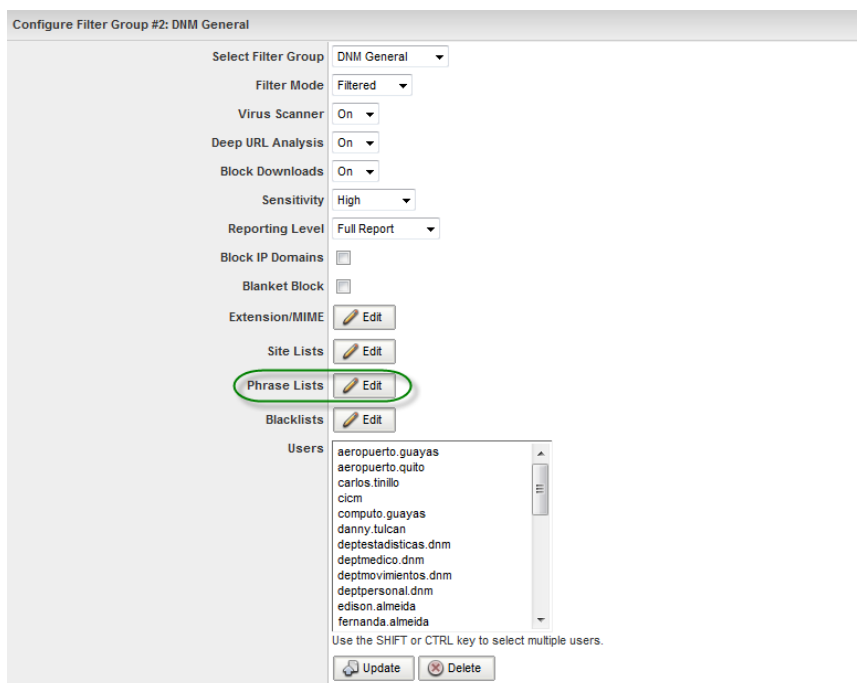 Configure Filter Group #2: DNM General
Select Filter Group DNM General
Filter Mode Filtered
Virus Scanner On
Deep URL Analysis On
Block Downloads On
Sensitivity High
Reporting Level Full Report
Block IP Domains
Blanket Block
Extension/MIME Edit
Site Lists Edit
Phrase Lists Edit
Blacklists Edit
Users aeropuerto.guayas
aeropuerto.quito
carlos.tinillo
cicm
computo.guayas
danny.tulcan
deptestadisticas.dnm
deptmedico.dnm
deptmovimientos.dnm
deptpersonal.dnm
edison.almeida
fernanda.almeida
Use the SHIFT or CTRL key to select multiple users.
Update Delete